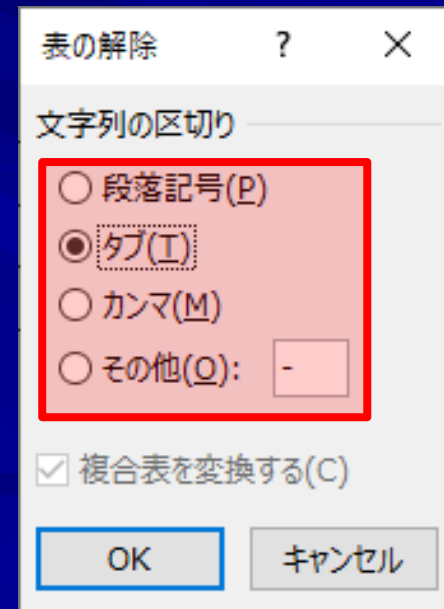 表の解除 ? ×
文字列の区切り
段落記号(P)
タブ(T)
カンマ(M)
その他(O): -
複合表を変換する(C)
OK キャンセル